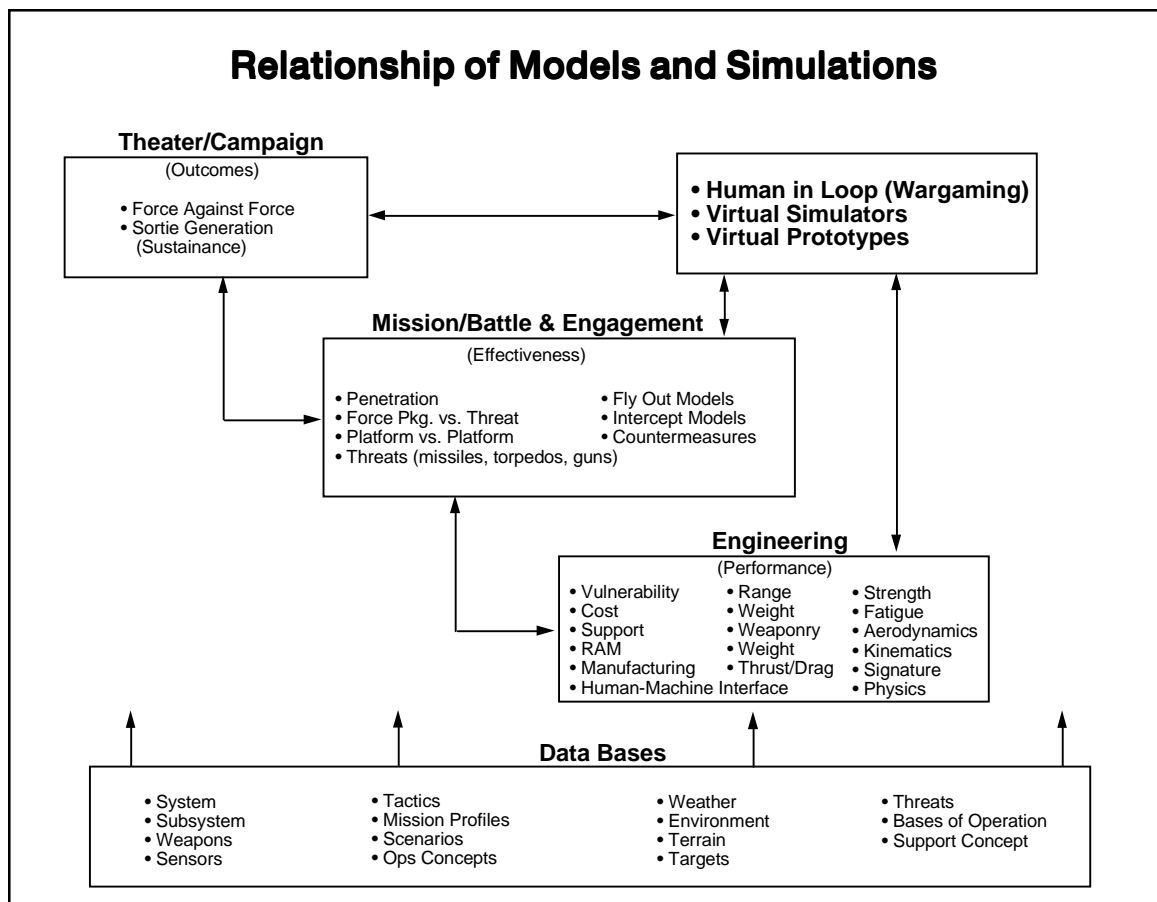 Relationship of Models and Simulations
Theater/Campaign
(Outcomes)
• Force Against Force
• Sortie Generation
(Sustainance)
• Human in Loop (Wargaming)
• Virtual Simulators
• Virtual Prototypes
Mission/Battle & Engagement
(Effectiveness)
• Penetration
• Force Pkg. vs. Threat
• Platform vs. Platform
• Threats (missiles, torpedos, guns)
• Fly Out Models
• Intercept Models
• Countermeasures
Engineering
(Performance)
• Vulnerability
• Cost
• Support
• RAM
• Manufacturing
• Human-Machine Interface
• Range
• Weight
• Weaponry
• Weight
• Thrust/Drag
• Strength
• Fatigue
• Aerodynamics
• Kinematics
• Signature
• Physics
Data Bases
• System
• Subsystem
• Weapons
• Sensors
• Tactics
• Mission Profiles
• Scenarios
• Ops Concepts
• Weather
• Environment
• Terrain
• Targets
• Threats
• Bases of Operation
• Support Concept